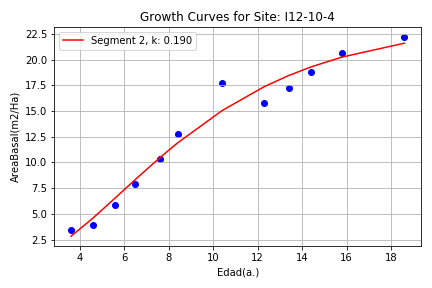 Growth Curves for Site: I12-10-4
Segment 2, k: 0.190
22.5
20.0
17.5
15.0
12.5
10.0
7.5
5.0
2.5
AreaBasal(m2/Ha)
4 6 8 10 12 14 16 18
Edad(a.)